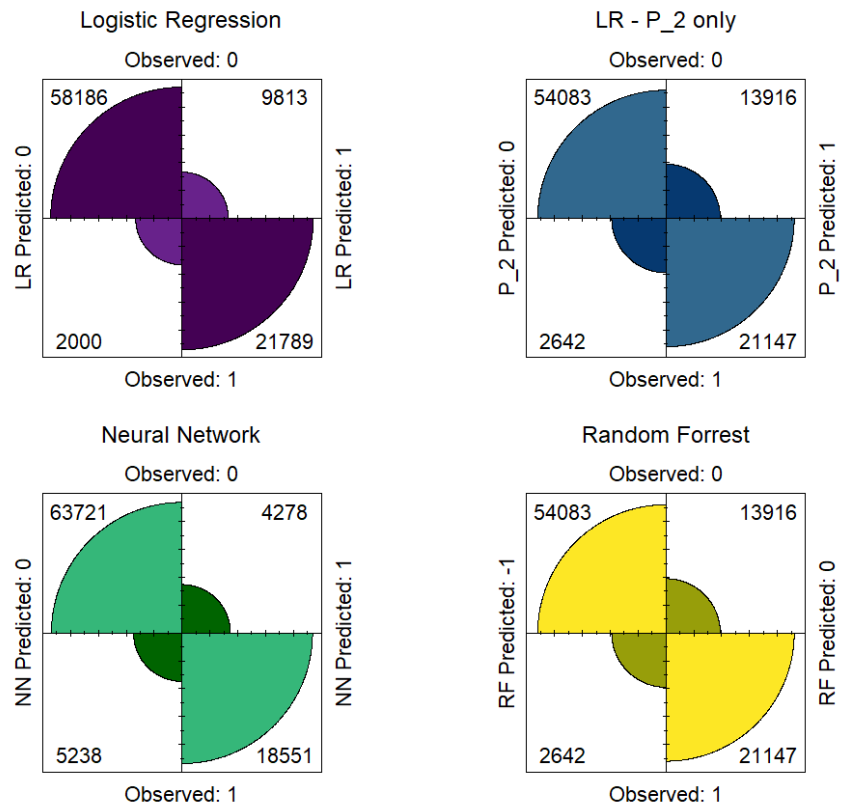 Logistic Regression
Observed: 0
58186
9813
LR Predicted: 0
LR Predicted: 1
2000
21789
Observed: 1
LR - P_2 only
Observed: 0
54083
13916
P_2 Predicted: 0
P_2 Predicted: 1
2642
21147
Observed: 1
Neural Network
Observed: 0
63721
4278
NN Predicted: 0
NN Predicted: 1
5238
18551
Observed: 1
Random Forrest
Observed: 0
54083
13916
RF Predicted: -1
RF Predicted: 0
2642
21147
Observed: 1